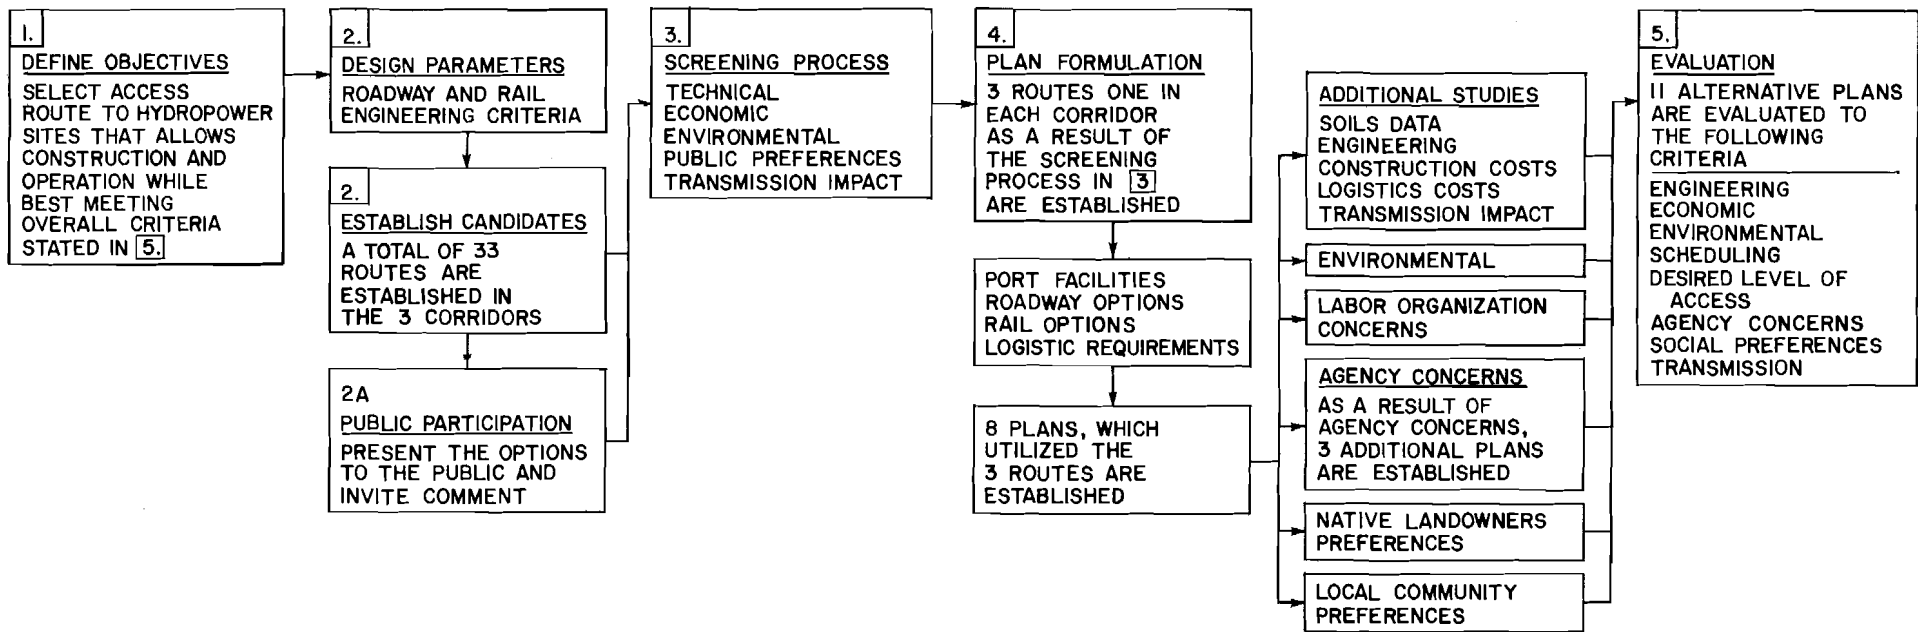 1.
DEFINE OBJECTIVES
SELECT ACCESS
ROUTE TO HYDROPOWER
SITES THAT ALLOWS
CONSTRUCTION AND
OPERATION WHILE
BEST MEETING
OVERALL CRITERIA
STATED IN 5.
2.
DESIGN PARAMETERS
ROADWAY AND RAIL
ENGINEERING CRITERIA
2.
ESTABLISH CANDIDATES
A TOTAL OF 33
ROUTES ARE
ESTABLISHED IN
THE 3 CORRIDORS
2A
PUBLIC PARTICIPATION
PRESENT THE OPTIONS
TO THE PUBLIC AND
INVITE COMMENT
3.
SCREENING PROCESS
TECHNICAL
ECONOMIC
ENVIRONMENTAL
PUBLIC PREFERENCES
TRANSMISSION IMPACT
4.
PLAN FORMULATION
3 ROUTES ONE IN
EACH CORRIDOR
AS A RESULT OF
THE SCREENING
PROCESS IN 3
ARE ESTABLISHED
PORT FACILITIES
ROADWAY OPTIONS
RAIL OPTIONS
LOGISTIC REQUIREMENTS
8 PLANS, WHICH
UTILIZED THE
3 ROUTES ARE
ESTABLISHED
ADDITIONAL STUDIES
SOILS DATA
ENGINEERING
CONSTRUCTION COSTS
LOGISTICS COSTS
TRANSMISSION IMPACT
ENVIRONMENTAL
LABOR ORGANIZATION
CONCERNS
AGENCY CONCERNS
AS A RESULT OF
AGENCY CONCERNS,
3 ADDITIONAL PLANS
ARE ESTABLISHED
NATIVE LANDOWNERS
PREFERENCES
LOCAL COMMUNITY
PREFERENCES
5.
EVALUATION
11 ALTERNATIVE PLANS
ARE EVALUATED TO
THE FOLLOWING
CRITERIA
ENGINEERING
ECONOMIC
ENVIRONMENTAL
SCHEDULING
DESIRED LEVEL OF
ACCESS
AGENCY CONCERNS
SOCIAL PREFERENCES
TRANSMISSION